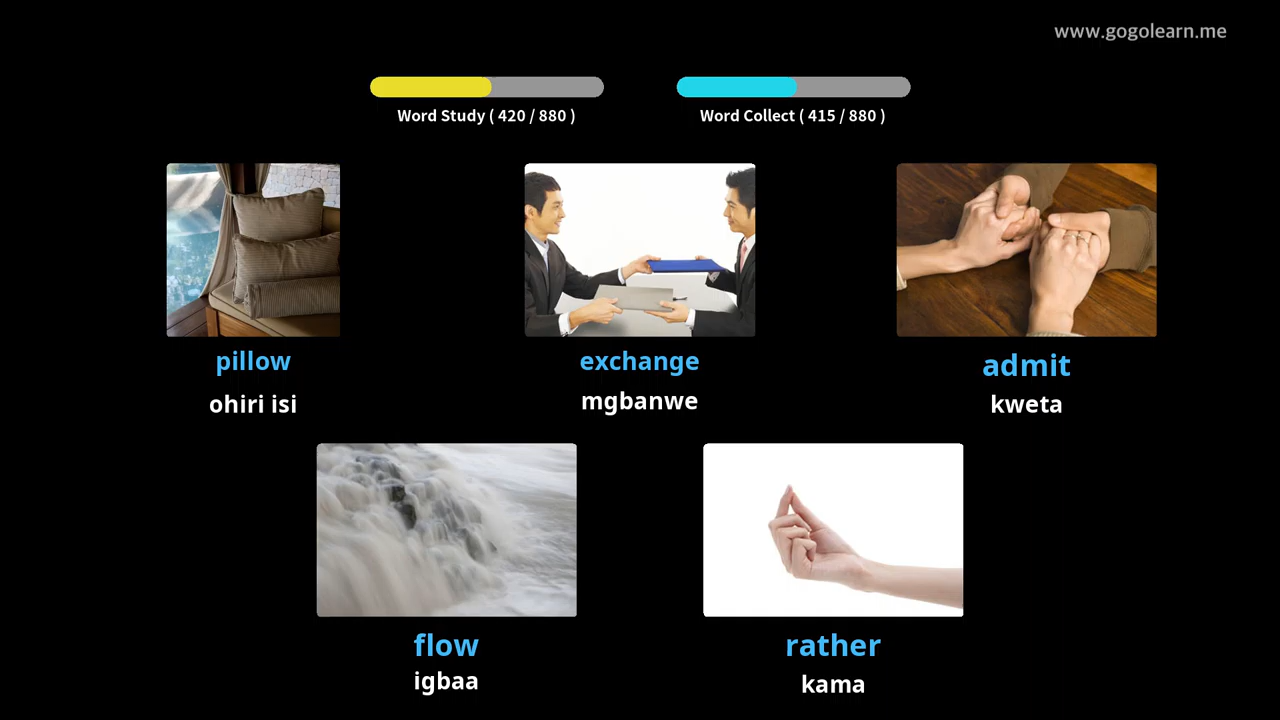 www.gogolearn.me
Word Study ( 420 / 880 )
Word Collect ( 415 / 880 )
pillow
ohiri isi
exchange
mgbanwe
admit
kweta
flow
igbaa
rather
kama